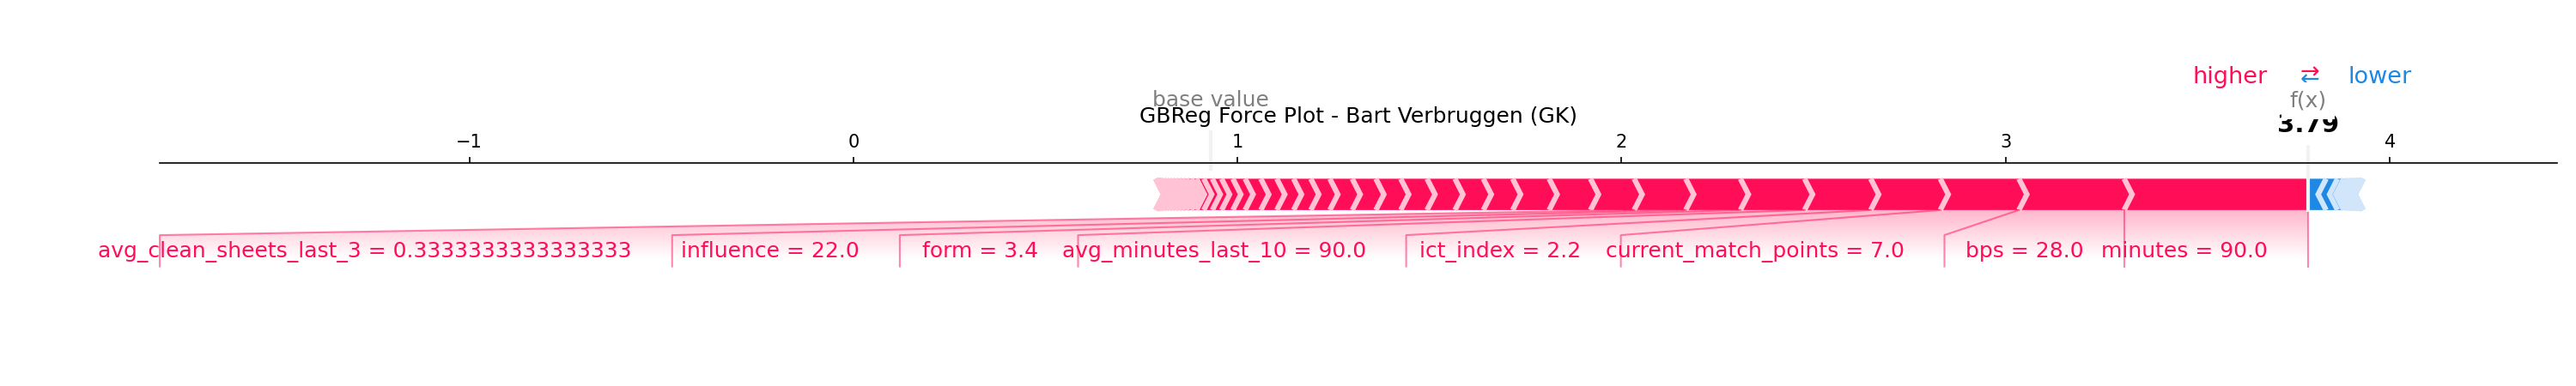 higher ⇄ lower
base value
f(x)
GBReg Force Plot - Bart Verbruggen (GK)
3.79
−1 0 1 2 3 4
avg_clean_sheets_last_3 = 0.3333333333333333 influence = 22.0 form = 3.4 avg_minutes_last_10 = 90.0 ict_index = 2.2 current_match_points = 7.0 bps = 28.0 minutes = 90.0